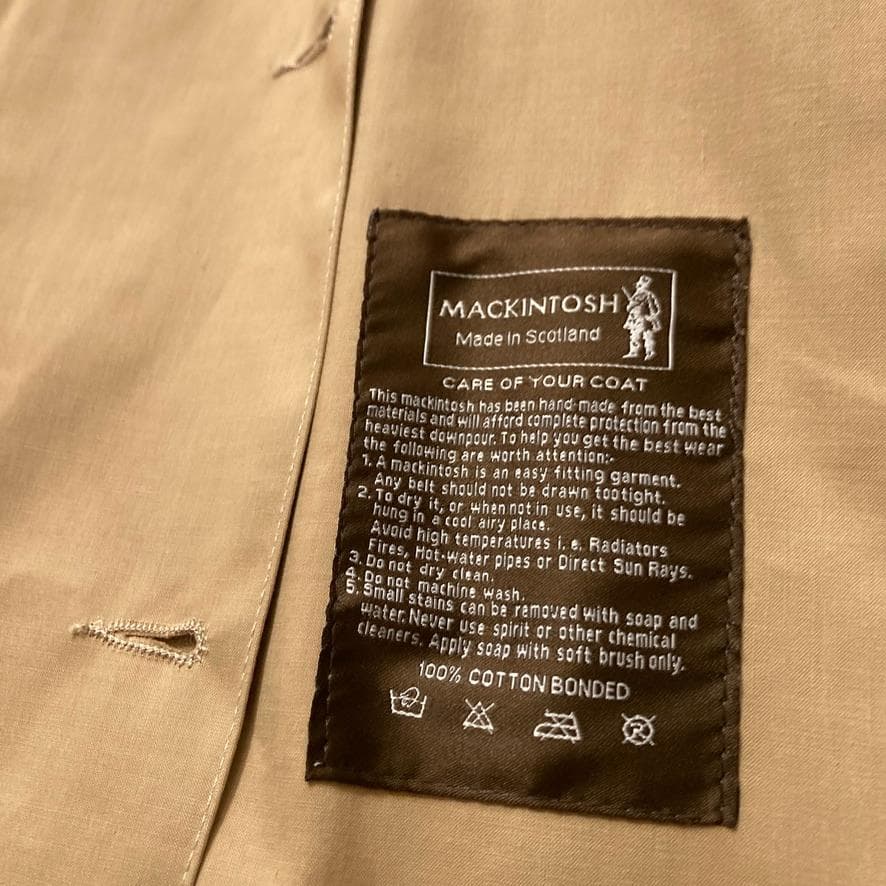 MACKINTOSH
Made in Scotland
CARE OF YOUR COAT
This mackintosh has been hand-made from the best
materials and will afford complete protection from the
heaviest downpour. To help you get the best wear
the following are worth attention:-
1. A mackintosh is an easy fitting garment.
Any belt should not be drawn too tight.
2. To dry it, or when not in use, it should be
hung in a cool airy place.
Avoid high temperatures i.e. Radiators
Fires, Hot-water pipes or Direct Sun Rays.
3. Do not dry clean.
4. Do not machine wash.
5. Small stains can be removed with soap and
water. Never use spirit or other chemical
cleaners. Apply soap with soft brush only.
100% COTTON BONDED
R